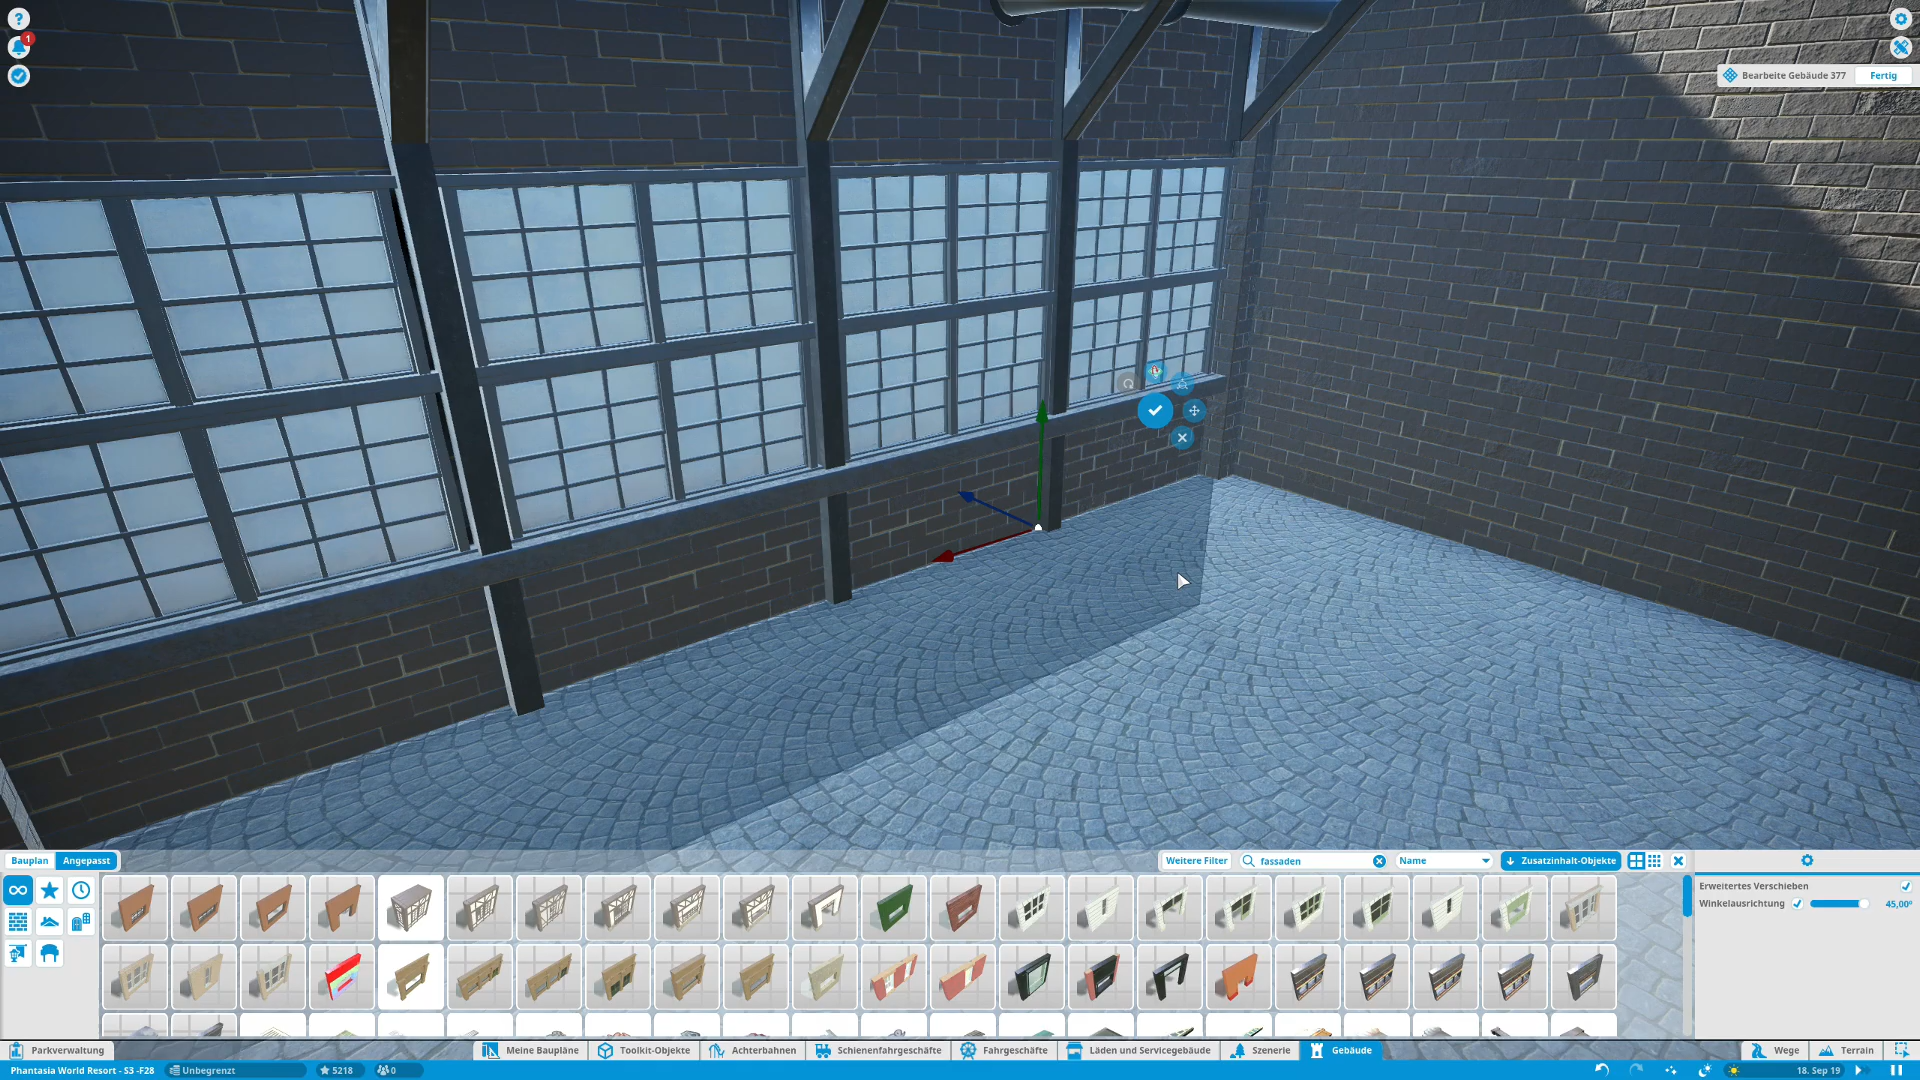 ?
1
Bearbeite Gebäude 377
Fertig
Bauplan
Angepasst
Weitere Filter
fassaden
Name
Zusatzinhalt-Objekte
Erweitertes Verschieben
Winkelausrichtung
45,00°
Parkverwaltung
Meine Baupläne
Toolkit-Objekte
Achterbahnen
Schienenfahrgeschäfte
Fahrgeschäfte
Läden und Servicegebäude
Szenerie
Gebäude
Wege
Terrain
Phantasia World Resort - S3 -F28
Unbegrenzt
5218
0
18. Sep 19